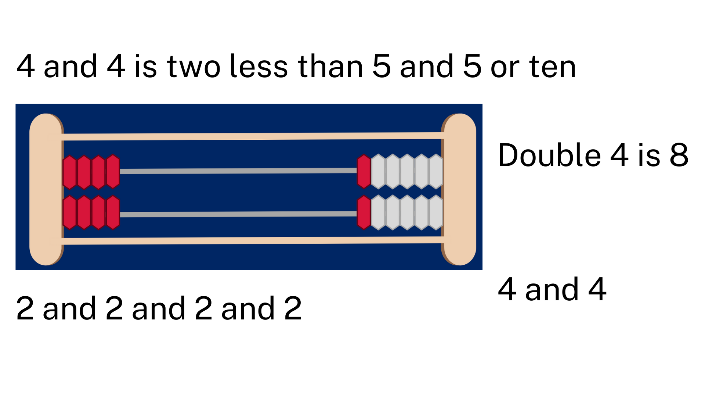 4 and 4 is two less than 5 and 5 or ten
Double 4 is 8
4 and 4
2 and 2 and 2 and 2